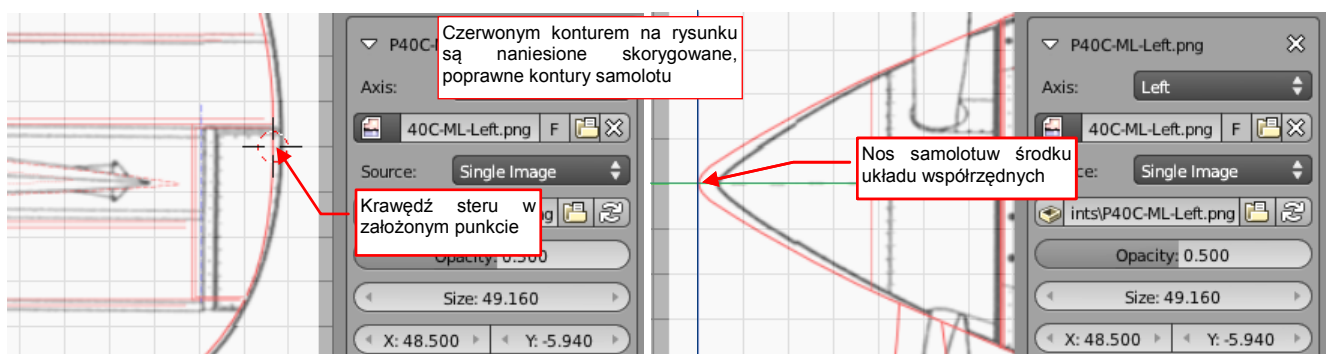 P40C-M
Czerwonym konturem na rysunku
są naniesione skorygowane,
poprawne kontury samolotu
Axis:
40C-ML-Left.png F
Source: Single Image
Krawędź steru w
założonym punkcie
ng
Opacity: 0.500
Size: 49.160
X: 48.500 Y: -5.940
P40C-ML-Left.png
Axis: Left
40C-ML-Left.png F
Nos samolotuw środku
układu współrzędnych
ce: Single Image
ints\P40C-ML-Left.png
Opacity: 0.500
Size: 49.160
X: 48.500 Y: -5.940